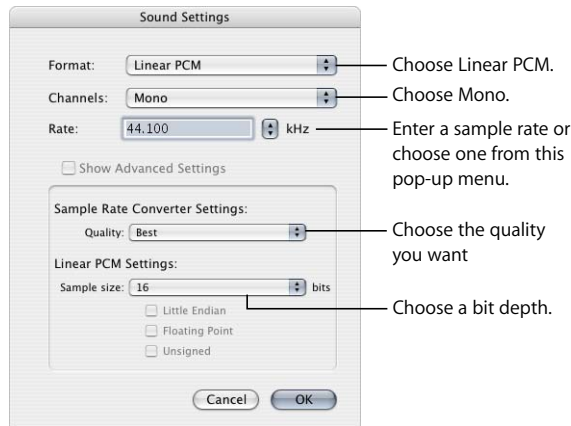 Sound Settings
Format: Linear PCM
Choose Linear PCM.
Channels: Mono
Choose Mono.
Rate: 44.100 kHz
Enter a sample rate or
choose one from this
pop-up menu.
Show Advanced Settings
Sample Rate Converter Settings:
Quality: Best
Choose the quality
you want
Linear PCM Settings:
Sample size: 16 bits
Choose a bit depth.
Little Endian
Floating Point
Unsigned
Cancel OK